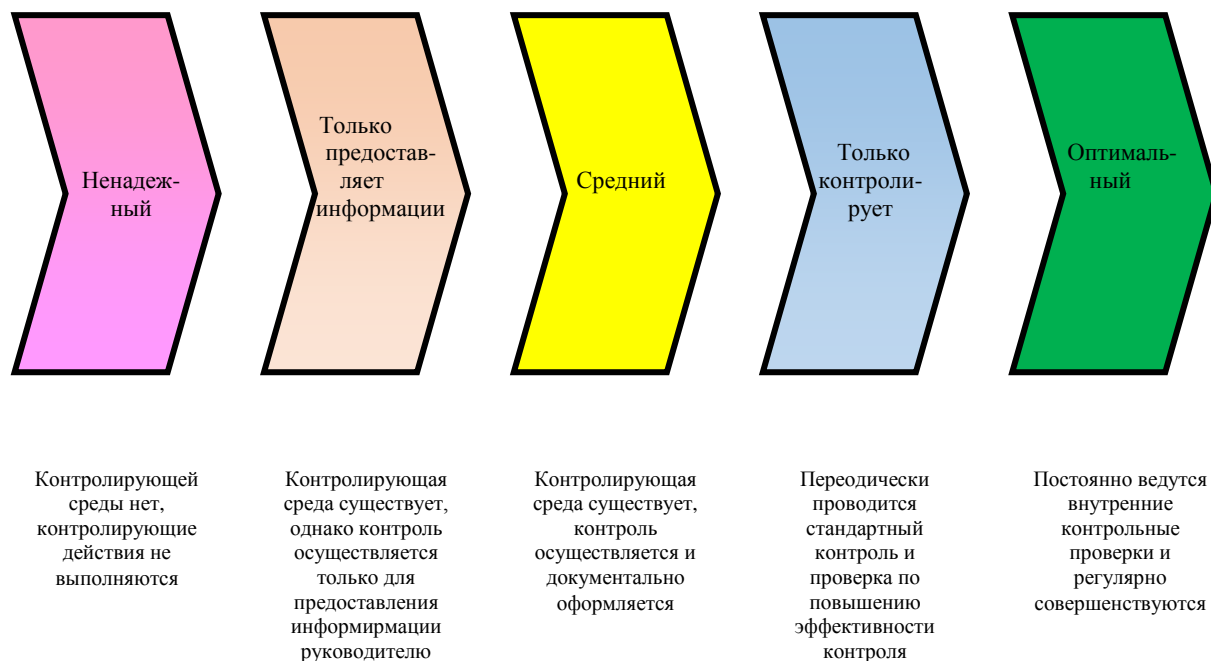 Ненадеж-
ный
Только
предостав-
ляет
информации
Средний
Только
контроли-
рует
Оптималь-
ный
Контролирующей
среды нет,
контролирующие
действия не
выполняются
Контролирующая
среда существует,
однако контроль
осуществляется
только для
предоставления
информирмации
руководителю
Контролирующая
среда существует,
контроль
осуществляется и
документально
оформляется
Переодически
проводится
стандартный
контроль и
проверка по
повышению
эффективности
контроля
Постоянно ведутся
внутренние
контрольные
проверки и
регулярно
совершенствуются